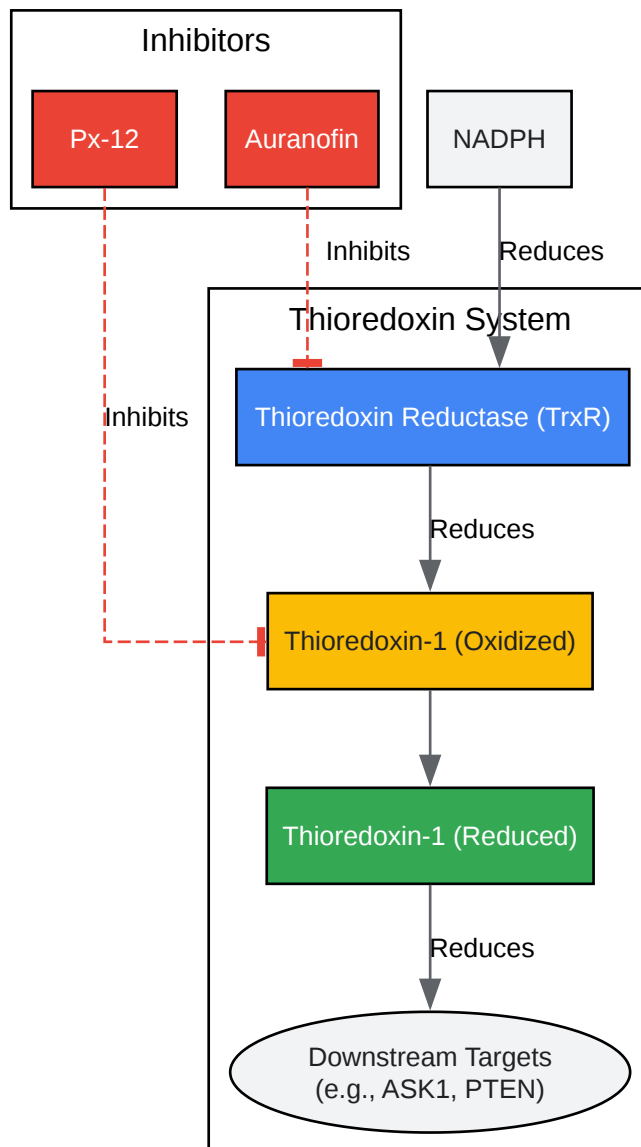 Inhibitors
Px-12
Auranofin
NADPH
Inhibits
Reduces
Thioredoxin System
Thioredoxin Reductase (TrxR)
Inhibits
Reduces
Thioredoxin-1 (Oxidized)
Thioredoxin-1 (Reduced)
Reduces
Downstream Targets
(e.g., ASK1, PTEN)